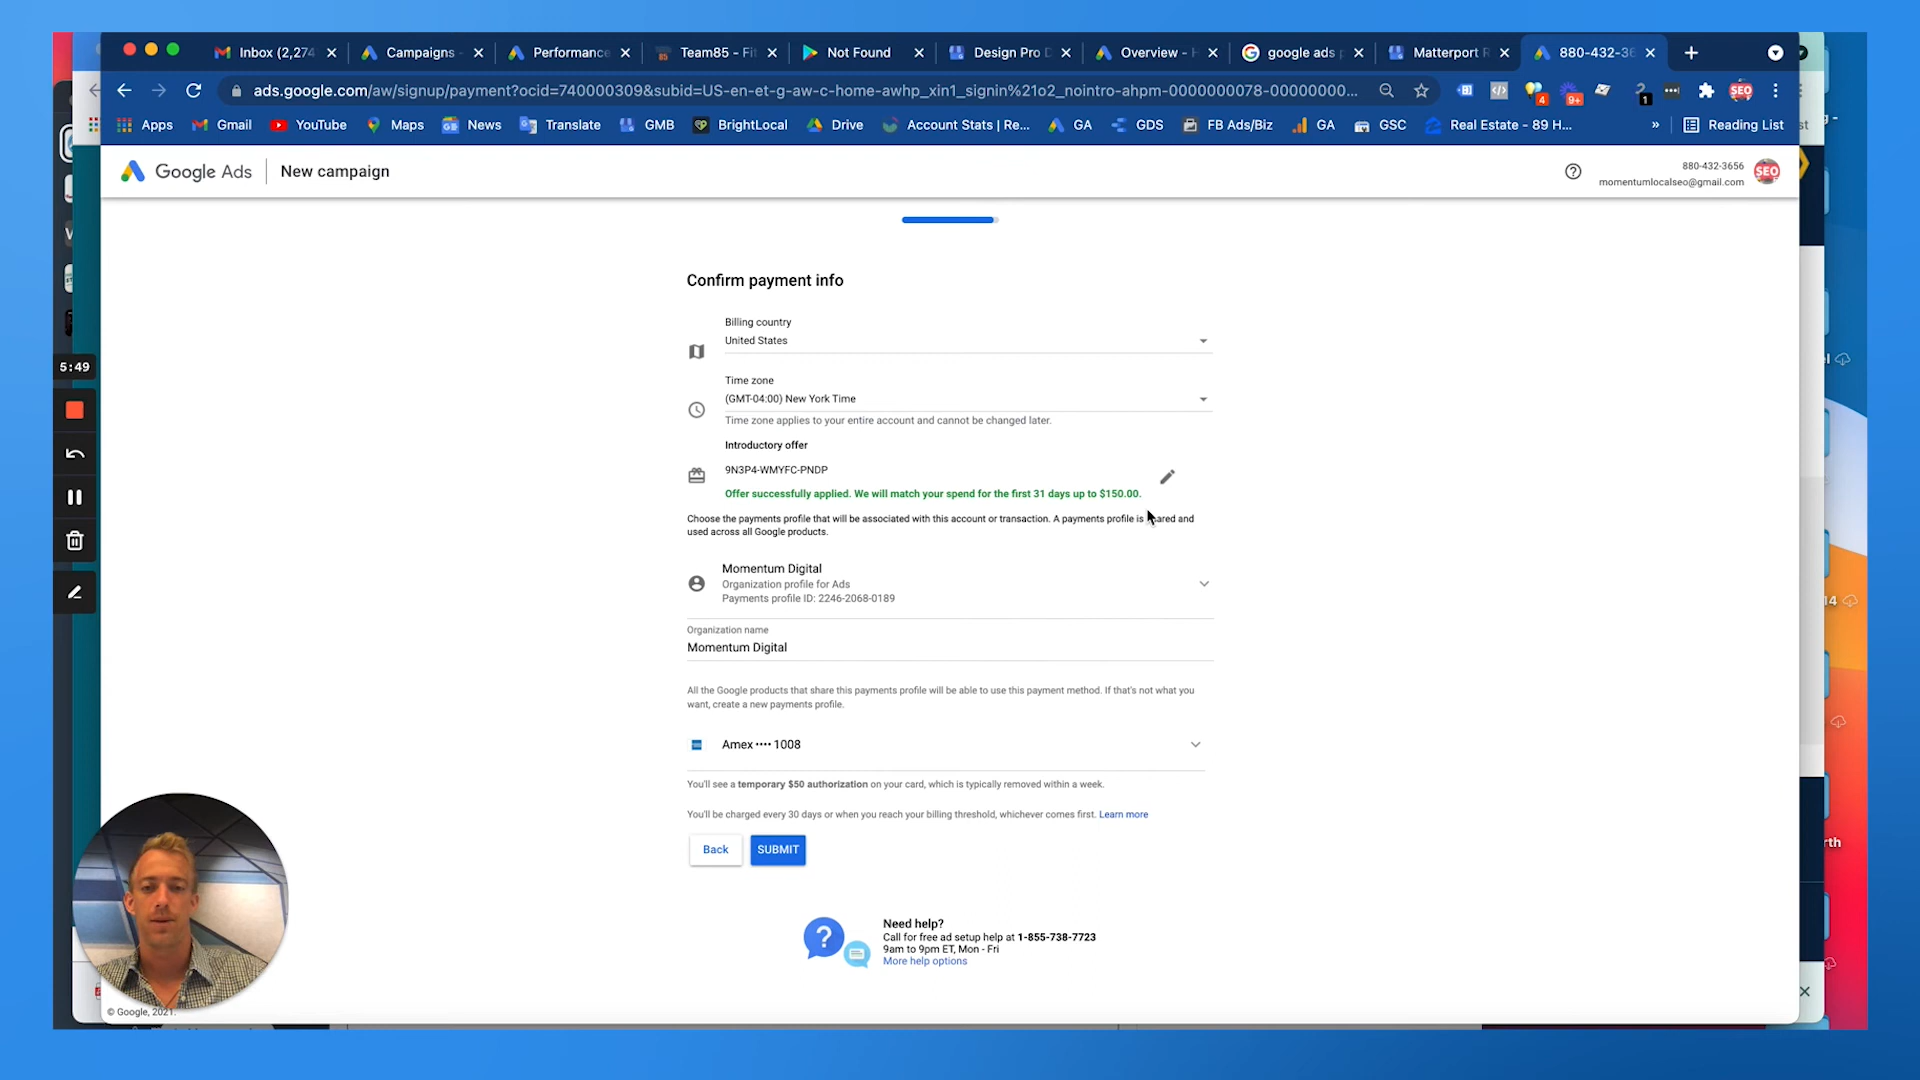 Inbox (2,274
Campaigns -
Performance
Team85 - Fi
Not Found
Design Pro D
Overview - H
google ads p
Matterport R
880-432-36
ads.google.com/aw/signup/payment?ocid=740000309&subid=US-en-et-g-aw-c-home-awhp_xin1_signin%21o2_nointro-ahpm-0000000078-00000000...
4
9+
1
SEO
Apps
Gmail
YouTube
Maps
News
Translate
GMB
BrightLocal
Drive
Account Stats | Re...
GA
GDS
FB Ads/Biz
GA
GSC
Real Estate - 89 H...
»
Reading List
Google Ads
New campaign
880-432-3656
momentumlocalseo@gmail.com
SEO
Confirm payment info
Billing country
United States
Time zone
(GMT-04:00) New York Time
Time zone applies to your entire account and cannot be changed later.
Introductory offer
9N3P4-WMYFC-PNDP
Offer successfully applied. We will match your spend for the first 31 days up to $150.00.
Choose the payments profile that will be associated with this account or transaction. A payments profile is shared and
used across all Google products.
Momentum Digital
Organization profile for Ads
Payments profile ID: 2246-2068-0189
Organization name
Momentum Digital
All the Google products that share this payments profile will be able to use this payment method. If that's not what you
want, create a new payments profile.
Amex •••• 1008
You'll see a temporary $50 authorization on your card, which is typically removed within a week.
You'll be charged every 30 days or when you reach your billing threshold, whichever comes first. Learn more
Back
SUBMIT
Need help?
Call for free ad setup help at 1-855-738-7723
9am to 9pm ET, Mon - Fri
More help options
© Google, 2021.
5:49
14
rth